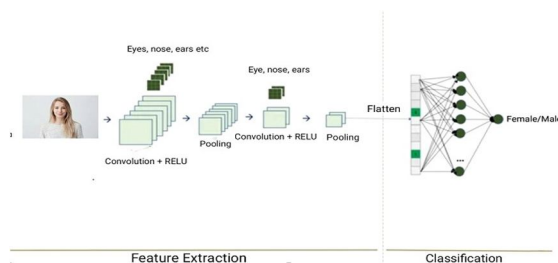 Eyes, nose, ears etc
Eye, nose, ears
Flatten
Convolution + RELU
Pooling
Convolution + RELU
Pooling
Female/Male
...
Feature Extraction
Classification